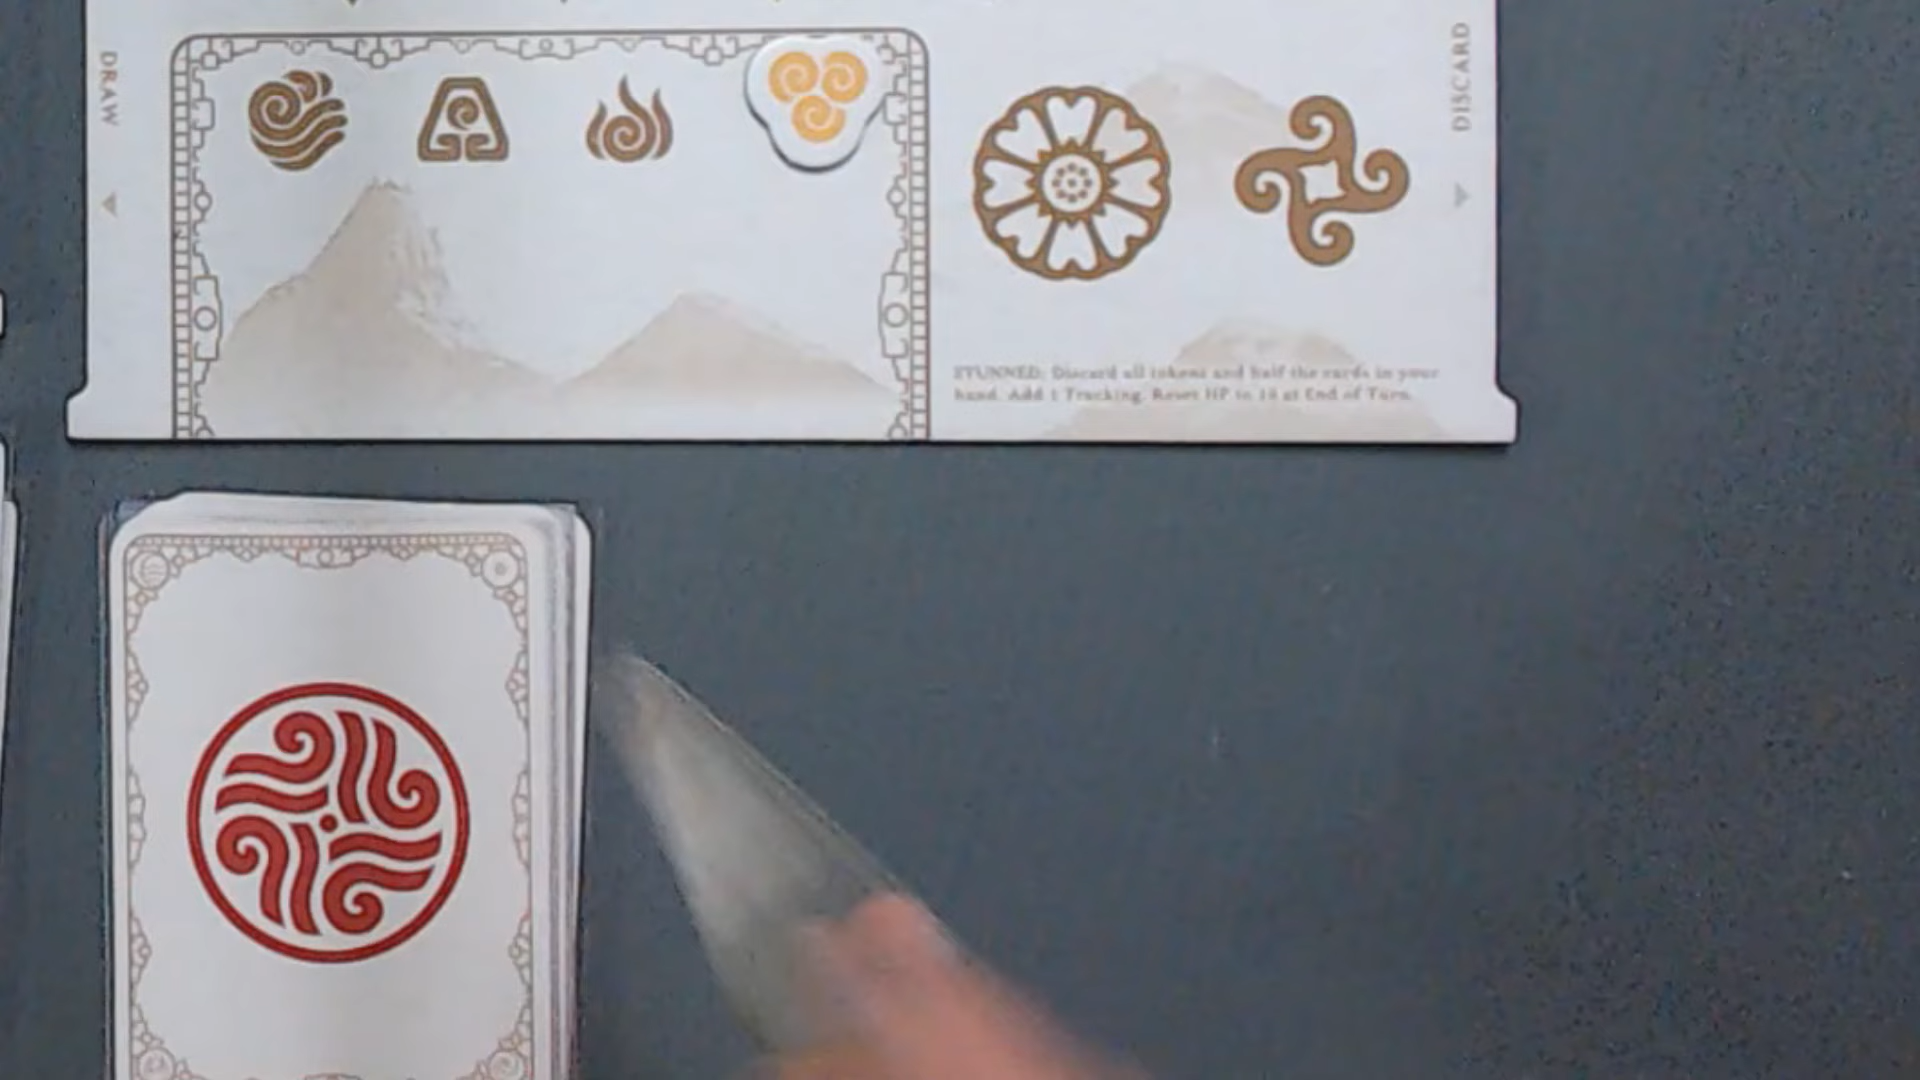 DRAW
DISCARD
STUNNED: Discard all tokens and half the cards in your
hand. Add 1 Tracking. Reset HP to 10 at End of Turn.